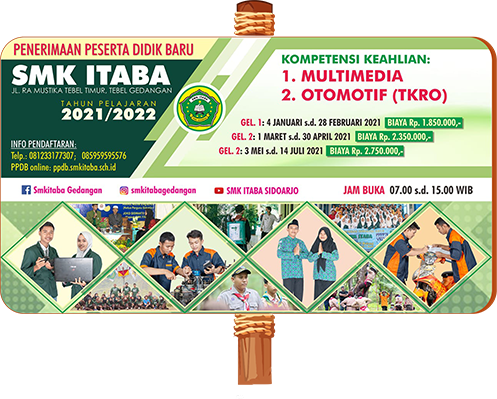 PENERIMAAN PESERTA DIDIK BARU
SMK ITABA
JL. RA MUSTIKA TEBEL TIMUR, TEBEL GEDANGAN
TAHUN PELAJARAN
2021/2022
INFO PENDAFTARAN:
Telp.: 081233177307; 085959595576
PPDB online: ppdb.smkitaba.sch.id
KOMPETENSI KEAHLIAN:
1. MULTIMEDIA
2. OTOMOTIF (TKRO)
GEL. 1: 4 JANUARI s.d. 28 FEBRUARI 2021 BIAYA Rp. 1.850.000,-
GEL. 2: 1 MARET s.d. 30 APRIL 2021 BIAYA Rp. 2.350.000,-
GEL. 2: 3 MEI s.d. 14 JULI 2021 BIAYA Rp. 2.750.000,-
Smkitaba Gedangan
smkitabagedangan
SMK ITABA SIDOARJO
JAM BUKA 07.00 s.d. 15.00 WIB
SMK ITABA